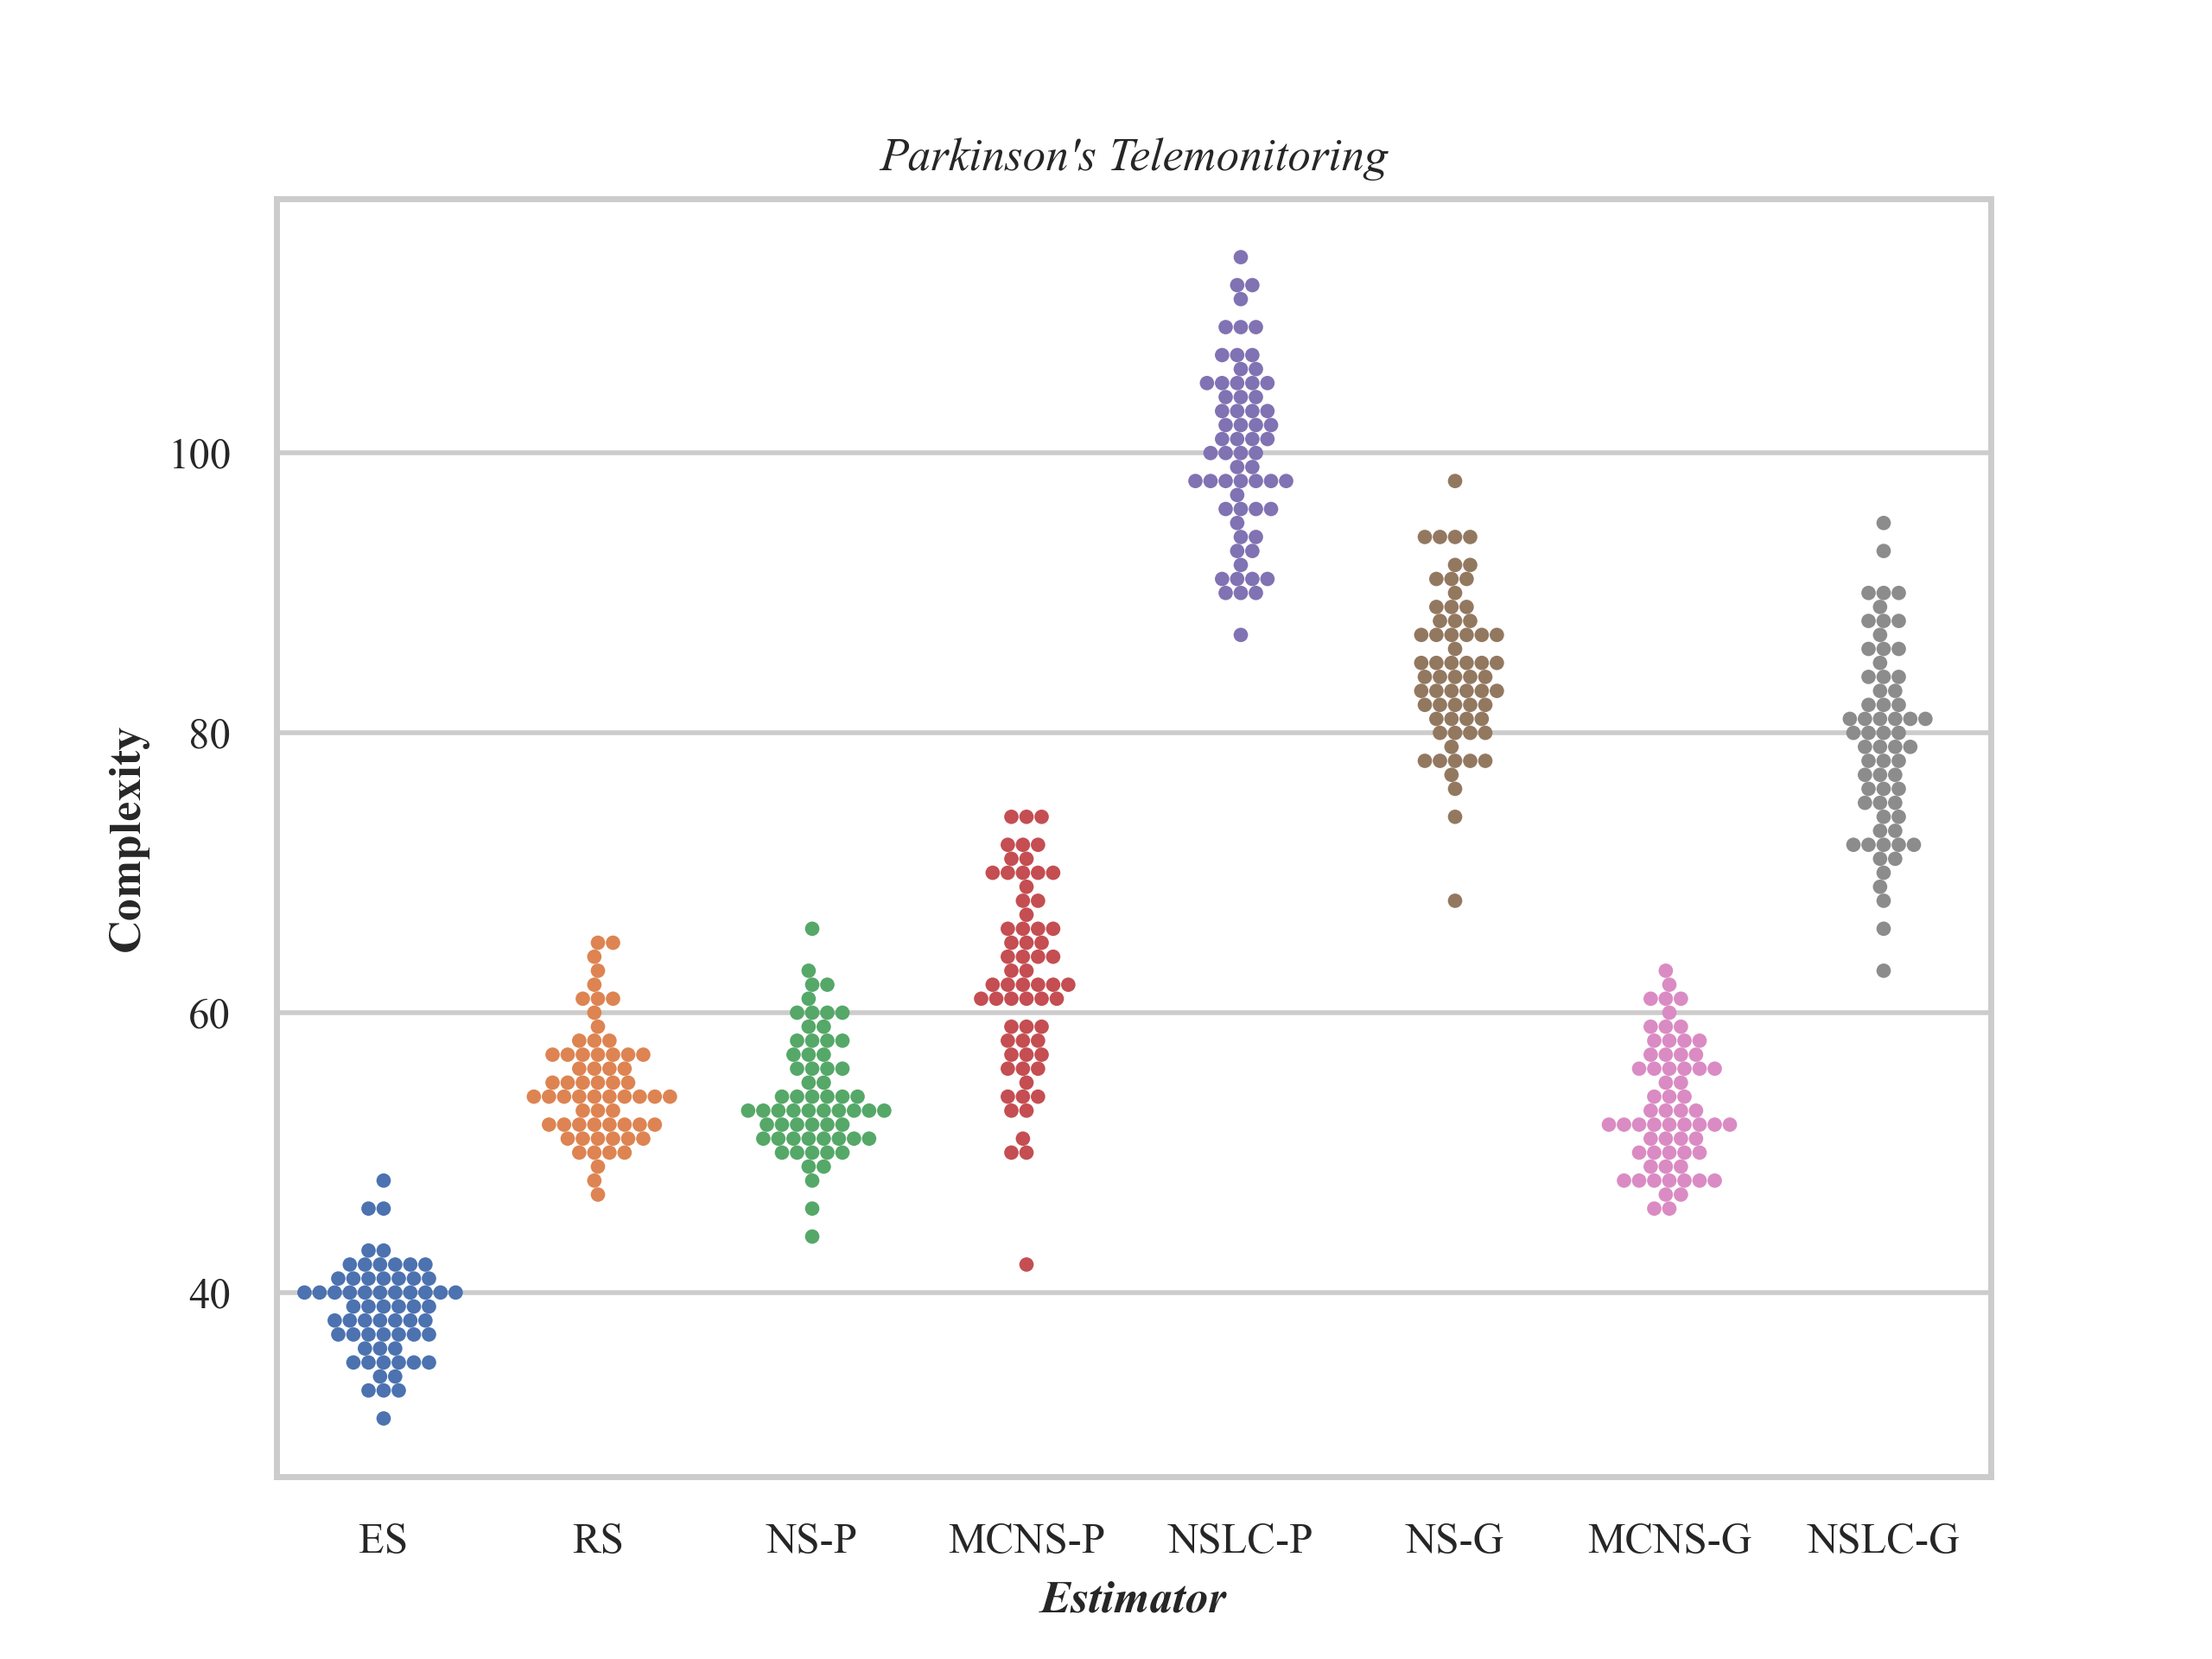 Parkinson's Telemonitoring
Complexity
100
80
60
40
ES RS NS-P MCNS-P NSLC-P NS-G MCNS-G NSLC-G
Estimator